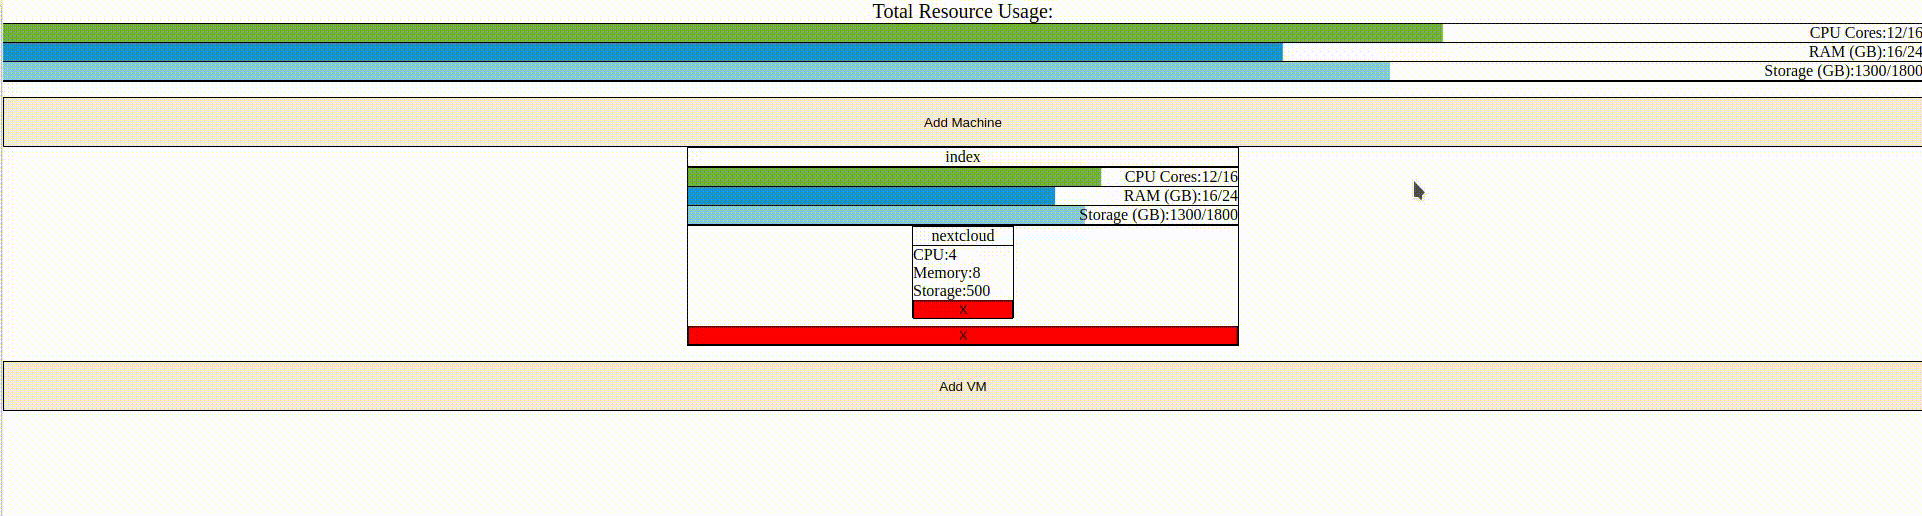 Total Resource Usage:
CPU Cores:12/16
RAM (GB):16/24
Storage (GB):1300/1800
Add Machine
index
CPU Cores:12/16
RAM (GB):16/24
Storage (GB):1300/1800
nextcloud
CPU:4
Memory:8
Storage:500
X
X
Add VM